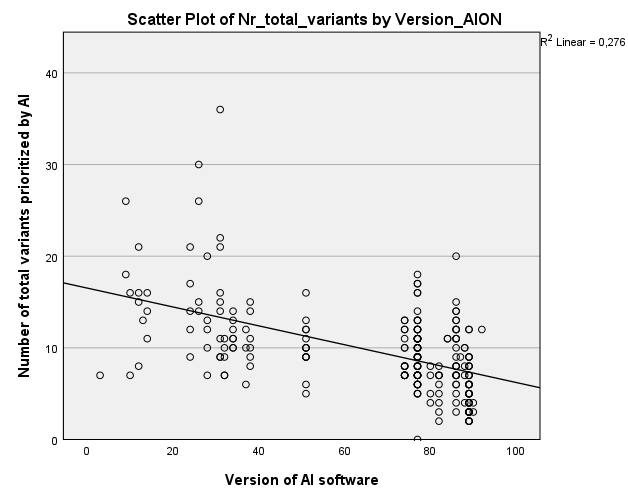 Scatter Plot of Nr_total_variants by Version_AION
R2 Linear = 0,276
Number of total variants prioritized by AI
40
30
20
10
0
0 20 40 60 80 100
Version of AI software